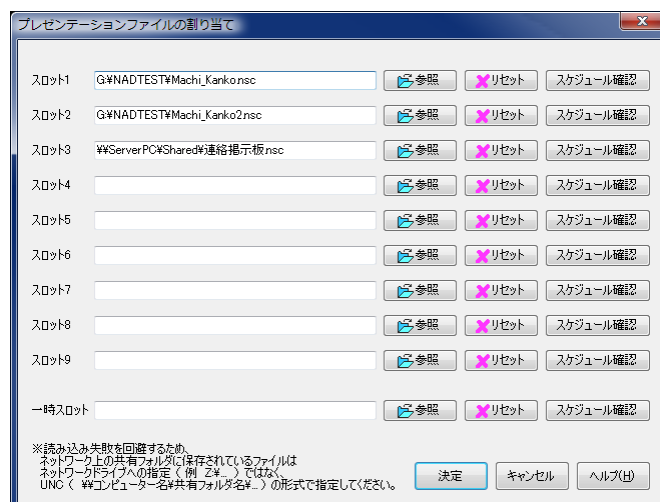 プレゼンテーションファイルの割り当て
スロット1 G:¥NADTEST¥Machi_Kanko.nsc 参照 リセット スケジュール確認
スロット2 G:¥NADTEST¥Machi_Kanko2.nsc 参照 リセット スケジュール確認
スロット3 ¥¥ServerPC¥Shared¥連絡掲示板.nsc 参照 リセット スケジュール確認
スロット4 参照 リセット スケジュール確認
スロット5 参照 リセット スケジュール確認
スロット6 参照 リセット スケジュール確認
スロット7 参照 リセット スケジュール確認
スロット8 参照 リセット スケジュール確認
スロット9 参照 リセット スケジュール確認
一時スロット 参照 リセット スケジュール確認
※読み込み失敗を回避するため、
ネットワーク上の共有フォルダに保存されているファイルは
ネットワークドライブへの指定（ 例 Z:¥... ）ではなく、
UNC（ ¥¥コンピューター名¥共有フォルダ名¥... ）の形式で指定してください。
決定 キャンセル ヘルプ(H)